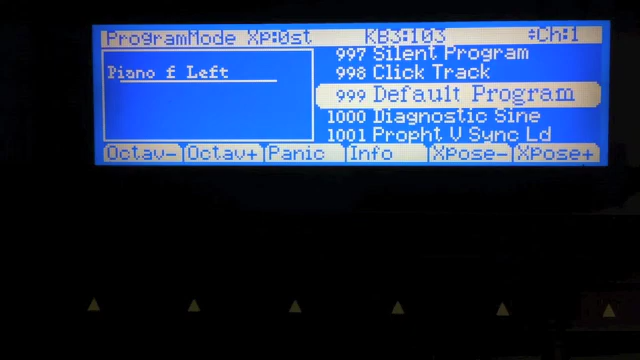 ProgramMode Xp:0st KB3:103 ÷Ch:1
Piano f Left
997 Silent Program
998 Click Track
999 Default Program
1000 Diagnostic Sine
1001 Propht V Sync Ld
Octav- Octav+ Panic Info Xpose- Xpose+